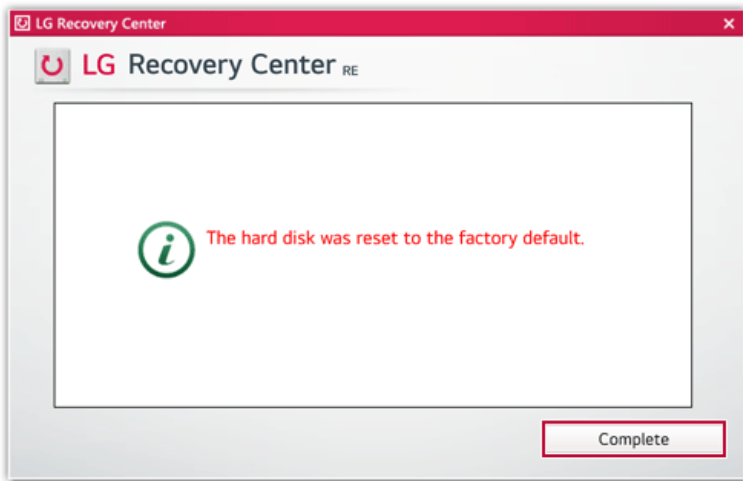 LG Recovery Center
LG Recovery Center RE
The hard disk was reset to the factory default.
Complete